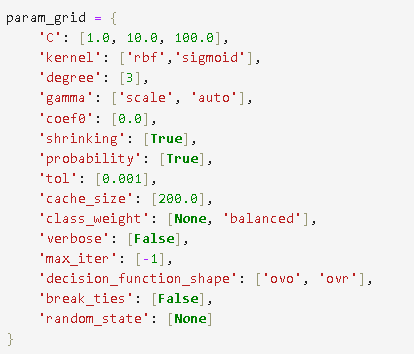 param_grid = {
    'C': [1.0, 10.0, 100.0],
    'kernel': ['rbf','sigmoid'],
    'degree': [3],
    'gamma': ['scale', 'auto'],
    'coef0': [0.0],
    'shrinking': [True],
    'probability': [True],
    'tol': [0.001],
    'cache_size': [200.0],
    'class_weight': [None, 'balanced'],
    'verbose': [False],
    'max_iter': [-1],
    'decision_function_shape': ['ovo', 'ovr'],
    'break_ties': [False],
    'random_state': [None]
}